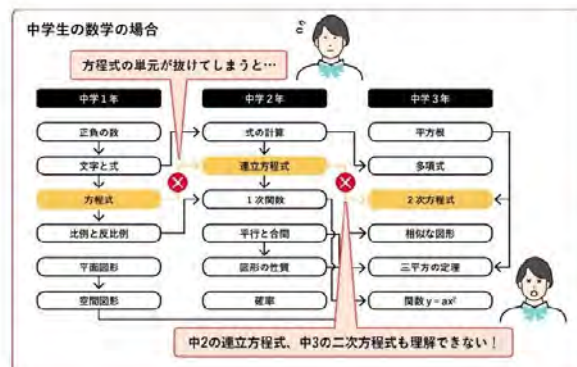 中学生の数学の場合
方程式の単元が抜けてしまうと…
中学1年
正負の数
文字と式
方程式
比例と反比例
平面図形
空間図形
中学2年
式の計算
連立方程式
1次関数
平行と合同
図形の性質
確率
中学3年
平方根
多項式
2次方程式
相似な図形
三平方の定理
関数 y = ax²
中2の連立方程式、中3の二次方程式も理解できない！